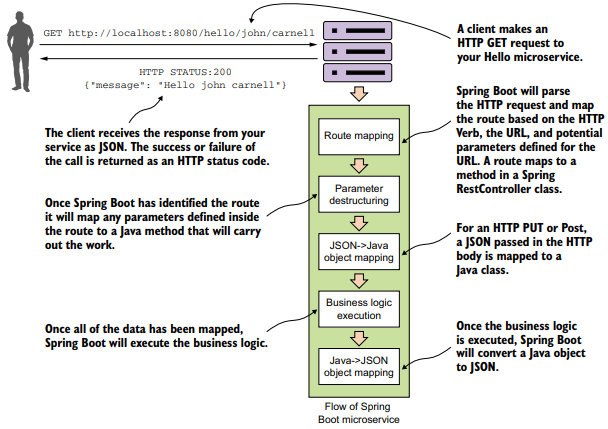 GET http://localhost:8080/hello/john/carnell
HTTP STATUS:200
{"message": "Hello john carnell"}
A client makes an
HTTP GET request to
your Hello microservice.
The client receives the response from your
service as JSON. The success or failure of
the call is returned as an HTTP status code.
Route mapping
Spring Boot will parse
the HTTP request and map
the route based on the HTTP
Verb, the URL, and potential
parameters defined for the
URL. A route maps to a
method in a Spring
RestController class.
Once Spring Boot has identified the route
it will map any parameters defined inside
the route to a Java method that will carry
out the work.
Parameter
destructuring
JSON->Java
object mapping
For an HTTP PUT or Post,
a JSON passed in the HTTP
body is mapped to a
Java class.
Once all of the data has been mapped,
Spring Boot will execute the business logic.
Business logic
execution
Java->JSON
object mapping
Once the business logic
is executed, Spring Boot
will convert a Java object
to JSON.
Flow of Spring
Boot microservice